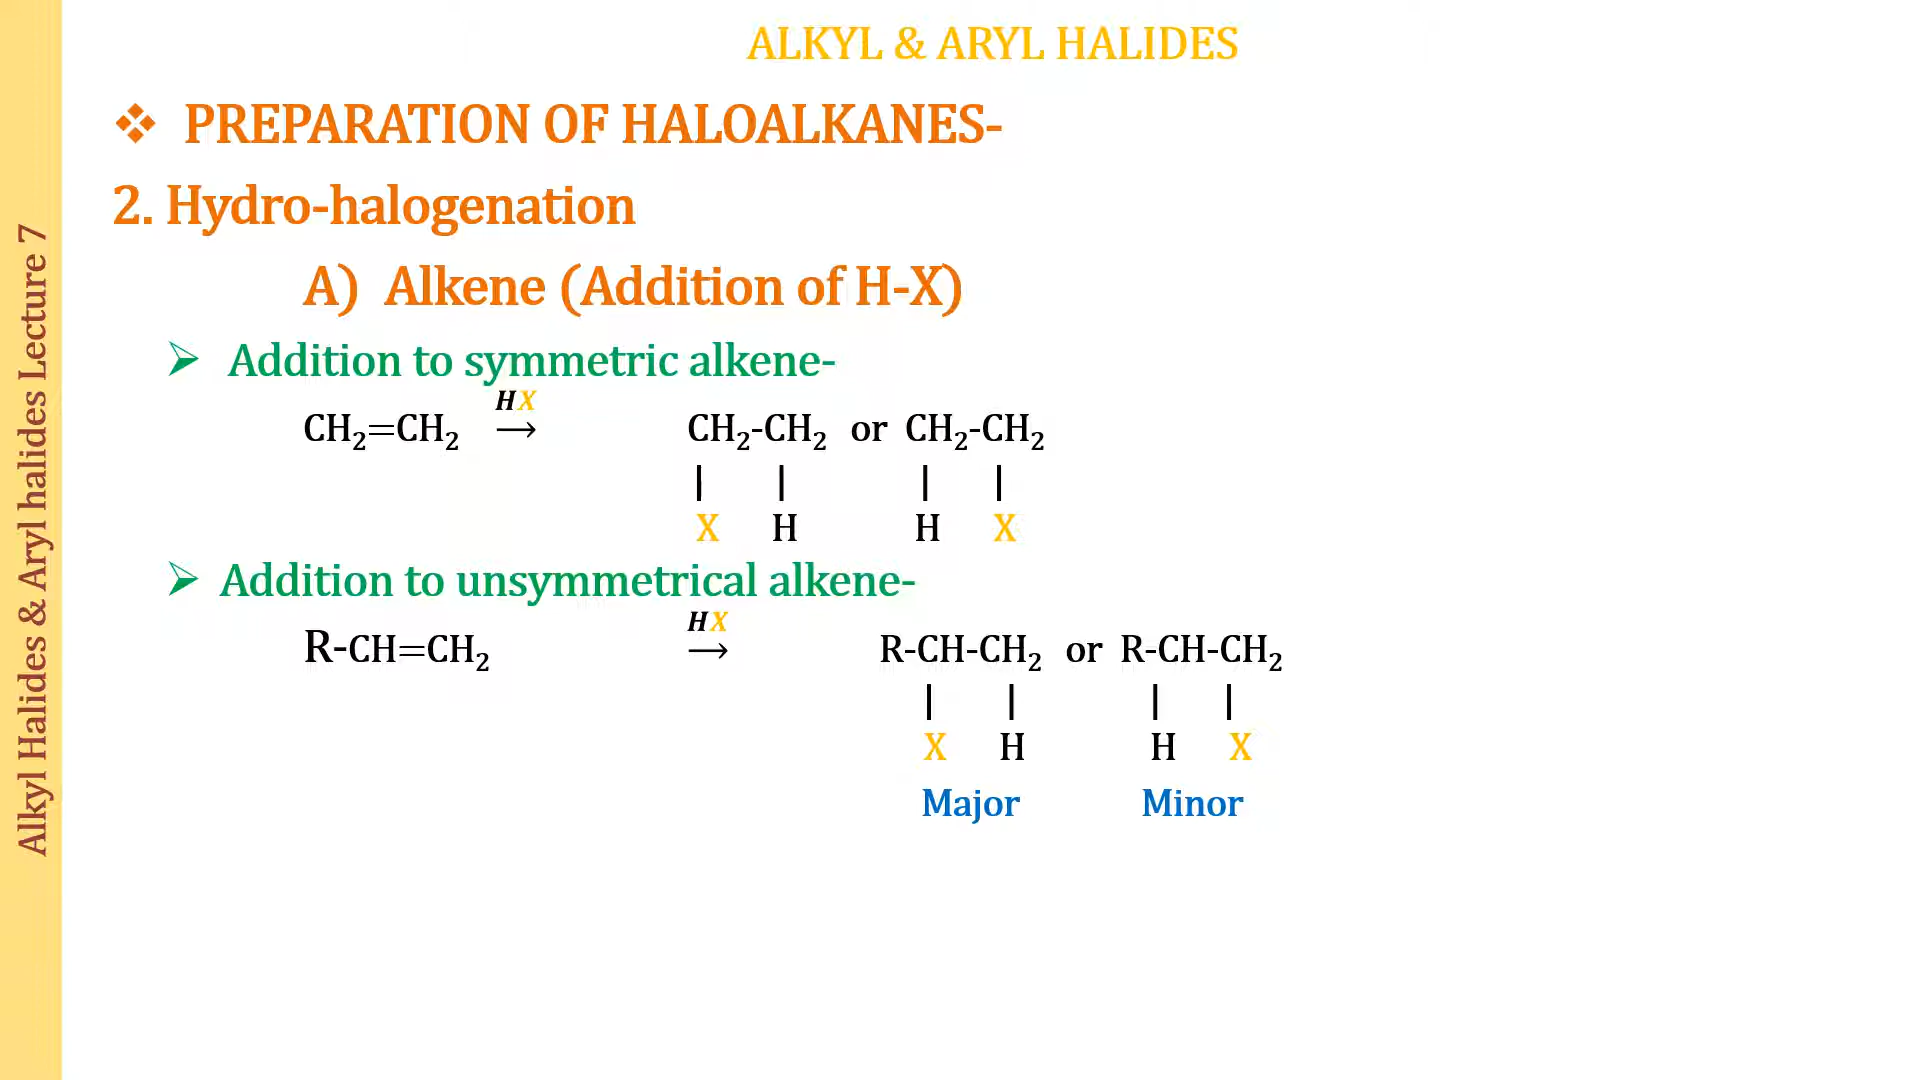 ALKYL & ARYL HALIDES
❖ PREPARATION OF HALOALKANES-
2. Hydro-halogenation
A) Alkene (Addition of H-X)
➢ Addition to symmetric alkene-
HX
CH₂=CH₂ → CH₂-CH₂ or CH₂-CH₂
| | | |
X H H X
➢ Addition to unsymmetrical alkene-
HX
R-CH=CH₂ → R-CH-CH₂ or R-CH-CH₂
| | | |
X H H X
Major Minor
Alkyl Halides & Aryl halides Lecture 7